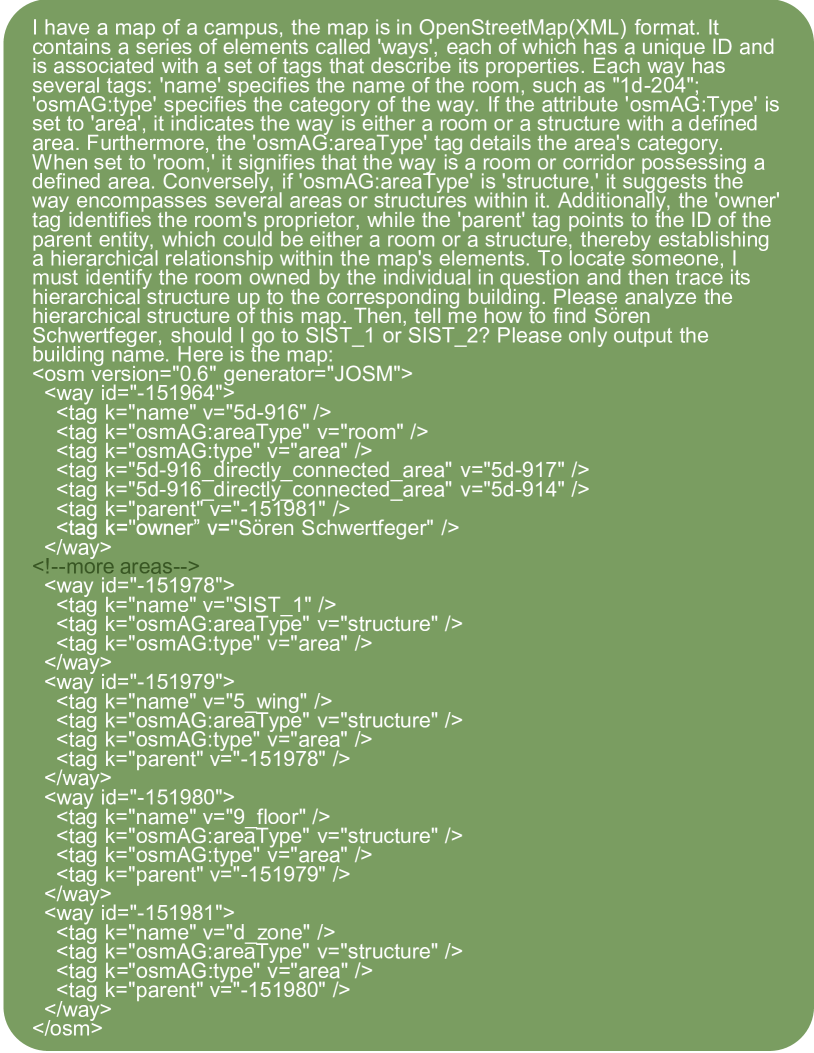 I have a map of a campus, the map is in OpenStreetMap(XML) format. It
contains a series of elements called 'ways', each of which has a unique ID and
is associated with a set of tags that describe its properties. Each way has
several tags: 'name' specifies the name of the room, such as "1d-204";
'osmAG:type' specifies the category of the way. If the attribute 'osmAG:Type' is
set to 'area', it indicates the way is either a room or a structure with a defined
area. Furthermore, the 'osmAG:areaType' tag details the area's category.
When set to 'room,' it signifies that the way is a room or corridor possessing a
defined area. Conversely, if 'osmAG:areaType' is 'structure,' it suggests the
way encompasses several areas or structures within it. Additionally, the 'owner'
tag identifies the room's proprietor, while the 'parent' tag points to the ID of the
parent entity, which could be either a room or a structure, thereby establishing
a hierarchical relationship within the map's elements. To locate someone, I
must identify the room owned by the individual in question and then trace its
hierarchical structure up to the corresponding building. Please analyze the
hierarchical structure of this map. Then, tell me how to find Sören
Schwertfeger, should I go to SIST_1 or SIST_2? Please only output the
building name. Here is the map:
<osm version="0.6" generator="JOSM">
  <way id="-151964">
    <tag k="name" v="5d-916" />
    <tag k="osmAG:areaType" v="room" />
    <tag k="osmAG:type" v="area" />
    <tag k="5d-916_directly_connected_area" v="5d-917" />
    <tag k="5d-916_directly_connected_area" v="5d-914" />
    <tag k="parent" v="-151981" />
    <tag k="owner” v="Sören Schwertfeger" />
  </way>
<!--more areas-->
  <way id="-151978">
    <tag k="name" v="SIST_1" />
    <tag k="osmAG:areaType" v="structure" />
    <tag k="osmAG:type" v="area" />
  </way>
  <way id="-151979">
    <tag k="name" v="5_wing" />
    <tag k="osmAG:areaType" v="structure" />
    <tag k="osmAG:type" v="area" />
    <tag k="parent" v="-151978" />
  </way>
  <way id="-151980">
    <tag k="name" v="9_floor" />
    <tag k="osmAG:areaType" v="structure" />
    <tag k="osmAG:type" v="area" />
    <tag k="parent" v="-151979" />
  </way>
  <way id="-151981">
    <tag k="name" v="d_zone" />
    <tag k="osmAG:areaType" v="structure" />
    <tag k="osmAG:type" v="area" />
    <tag k="parent" v="-151980" />
  </way>
</osm>